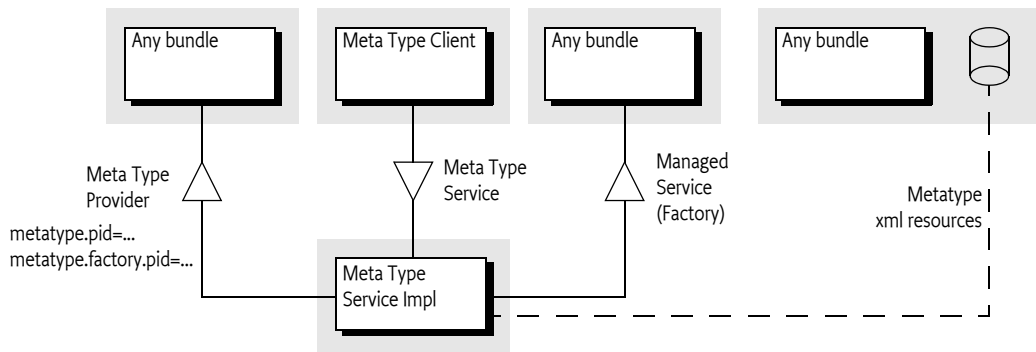 Any bundle
Meta Type Client
Any bundle
Any bundle
Meta Type
Provider
metatype.pid=...
metatype.factory.pid=...
Meta Type
Service
Managed
Service
(Factory)
Metatype
xml resources
Meta Type
Service Impl